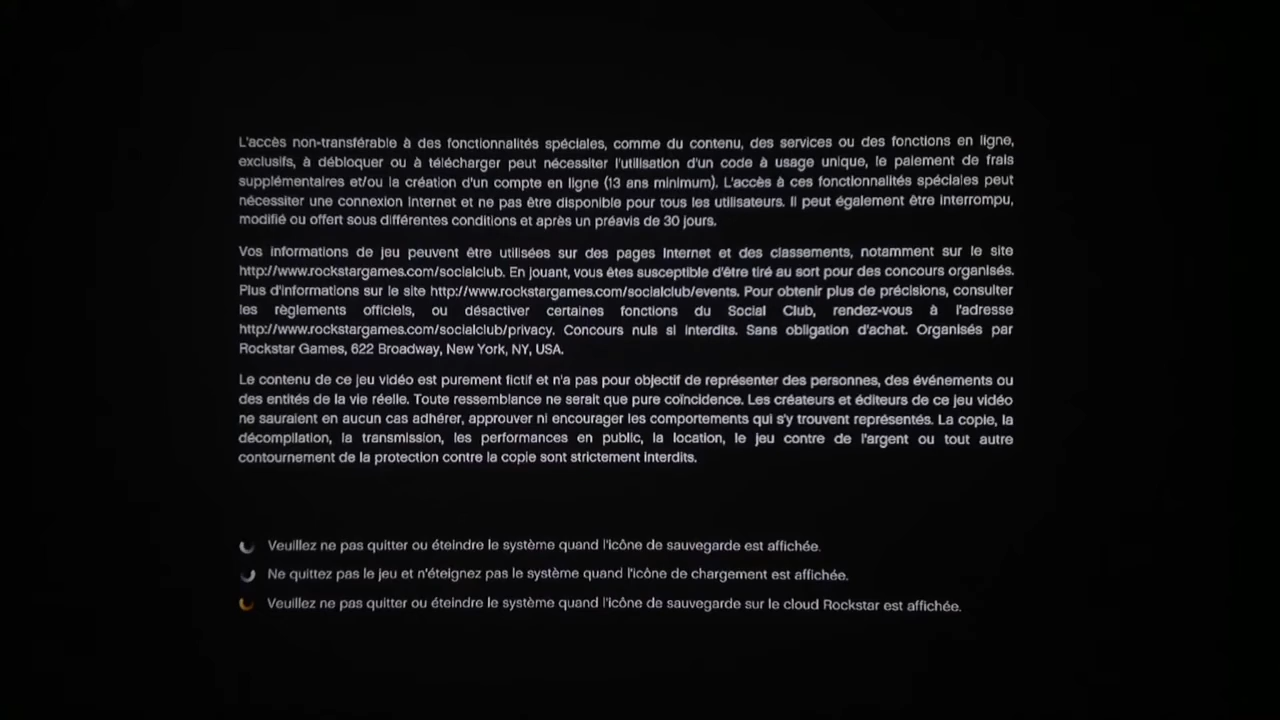 L'accès non-transférable à des fonctionnalités spéciales, comme du contenu, des services ou des fonctions en ligne,
exclusifs, à débloquer ou à télécharger peut nécessiter l'utilisation d'un code à usage unique, le paiement de frais
supplémentaires et/ou la création d'un compte en ligne (13 ans minimum). L'accès à ces fonctionnalités spéciales peut
nécessiter une connexion Internet et ne pas être disponible pour tous les utilisateurs. Il peut également être interrompu,
modifié ou offert sous différentes conditions et après un préavis de 30 jours.
Vos informations de jeu peuvent être utilisées sur des pages Internet et des classements, notamment sur le site
http://www.rockstargames.com/socialclub. En jouant, vous êtes susceptible d'être tiré au sort pour des concours organisés.
Plus d'informations sur le site http://www.rockstargames.com/socialclub/events. Pour obtenir plus de précisions, consulter
les règlements officiels, ou désactiver certaines fonctions du Social Club, rendez-vous à l'adresse
http://www.rockstargames.com/socialclub/privacy. Concours nuls si interdits. Sans obligation d'achat. Organisés par
Rockstar Games, 622 Broadway, New York, NY, USA.
Le contenu de ce jeu vidéo est purement fictif et n'a pas pour objectif de représenter des personnes, des événements ou
des entités de la vie réelle. Toute ressemblance ne serait que pure coïncidence. Les créateurs et éditeurs de ce jeu vidéo
ne sauraient en aucun cas adhérer, approuver ni encourager les comportements qui s'y trouvent représentés. La copie, la
décompilation, la transmission, les performances en public, la location, le jeu contre de l'argent ou tout autre
contournement de la protection contre la copie sont strictement interdits.
Veuillez ne pas quitter ou éteindre le système quand l'icône de sauvegarde est affichée.
Ne quittez pas le jeu et n'éteignez pas le système quand l'icône de chargement est affichée.
Veuillez ne pas quitter ou éteindre le système quand l'icône de sauvegarde sur le cloud Rockstar est affichée.